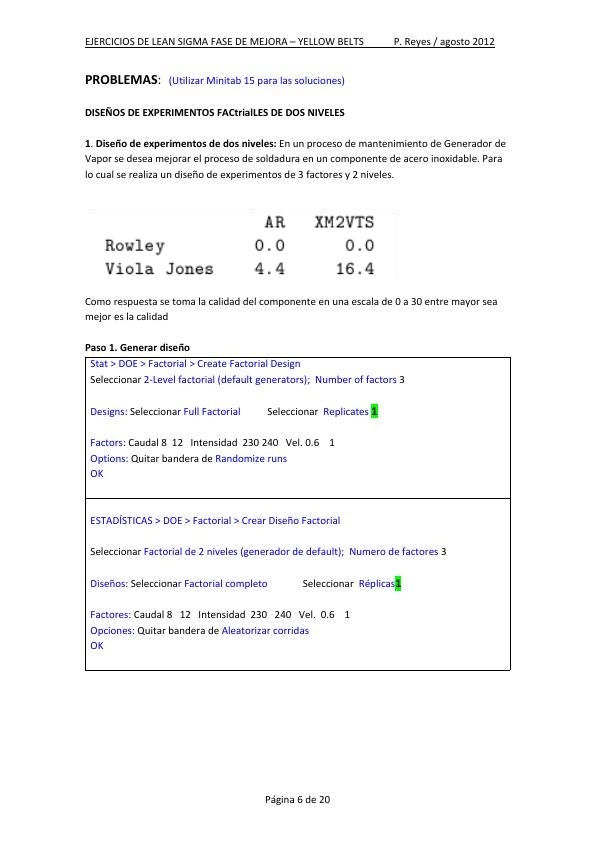 EJERCICIOS DE LEAN SIGMA FASE DE MEJORA – YELLOW BELTS P. Reyes / agosto 2012
PROBLEMAS: (Utilizar Minitab 15 para las soluciones)
DISEÑOS DE EXPERIMENTOS FACtrialLES DE DOS NIVELES
1. Diseño de experimentos de dos niveles: En un proceso de mantenimiento de Generador de
Vapor se desea mejorar el proceso de soldadura en un componente de acero inoxidable. Para
lo cual se realiza un diseño de experimentos de 3 factores y 2 niveles.
AR XM2VTS
Rowley 0.0 0.0
Viola Jones 4.4 16.4
Como respuesta se toma la calidad del componente en una escala de 0 a 30 entre mayor sea
mejor es la calidad
Paso 1. Generar diseño
Stat > DOE > Factorial > Create Factorial Design
Seleccionar 2-Level factorial (default generators); Number of factors 3
Designs: Seleccionar Full Factorial Seleccionar Replicates 1
Factors: Caudal 8 12 Intensidad 230 240 Vel. 0.6 1
Options: Quitar bandera de Randomize runs
OK
ESTADÍSTICAS > DOE > Factorial > Crear Diseño Factorial
Seleccionar Factorial de 2 niveles (generador de default); Numero de factores 3
Diseños: Seleccionar Factorial completo Seleccionar Réplicas1
Factores: Caudal 8 12 Intensidad 230 240 Vel. 0.6 1
Opciones: Quitar bandera de Aleatorizar corridas
OK
Página 6 de 20